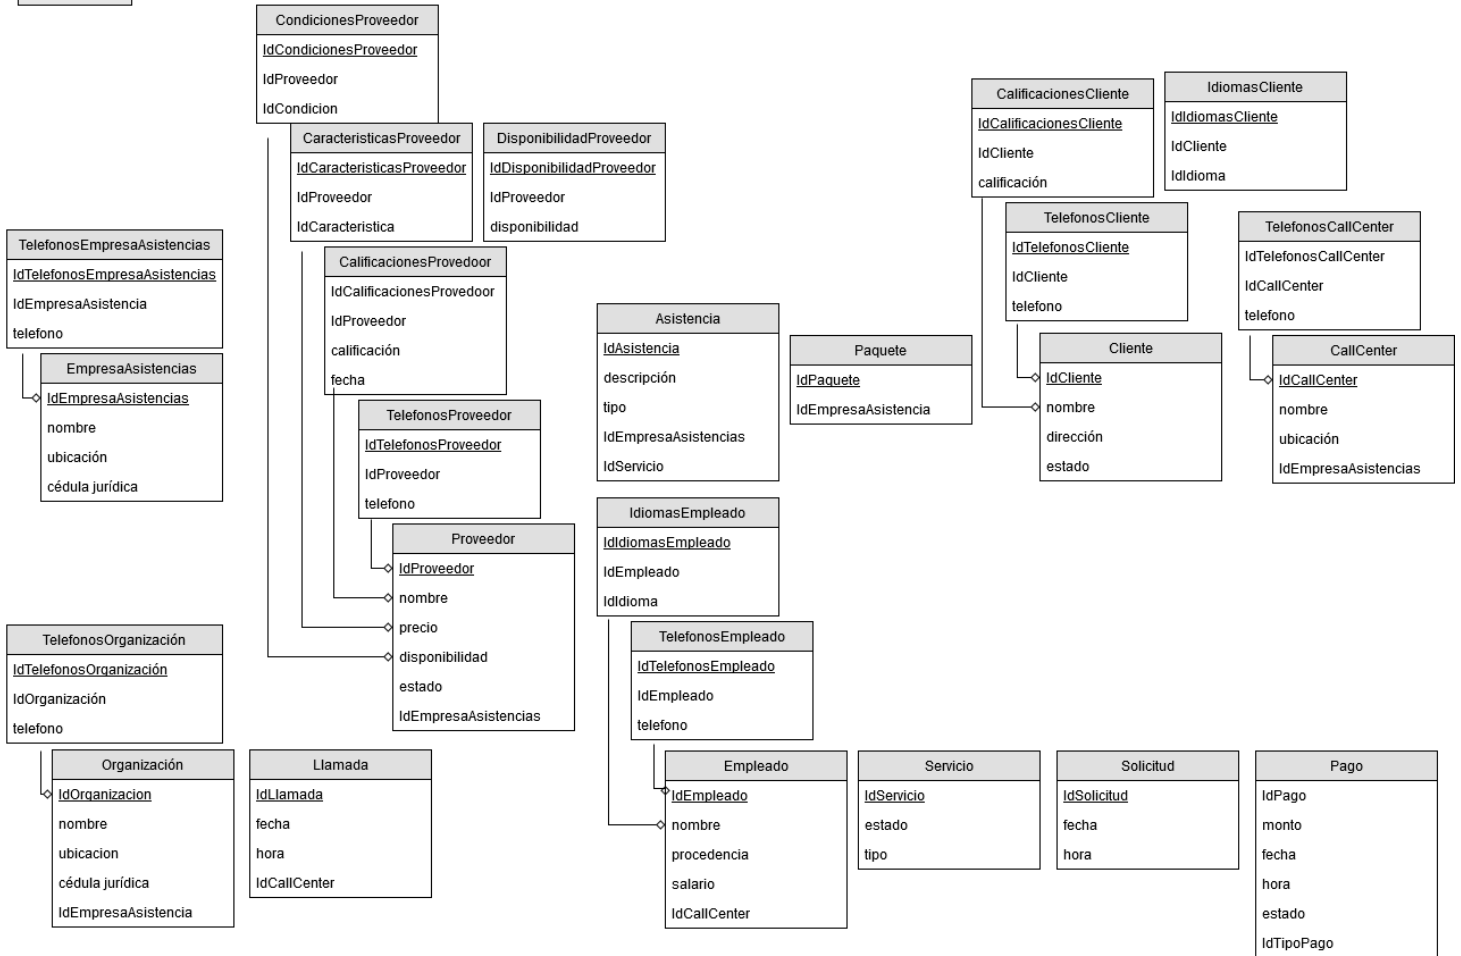 CondicionesProveedor
IdCondicionesProveedor
IdProveedor
IdCondicion
CaracteristicasProveedor
IdCaracteristicasProveedor
IdProveedor
IdCaracteristica
DisponibilidadProveedor
IdDisponibilidadProveedor
IdProveedor
disponibilidad
CalificacionesCliente
IdCalificacionesCliente
IdCliente
calificación
IdiomasCliente
IdIdiomasCliente
IdCliente
IdIdioma
TelefonosCliente
IdTelefonosCliente
IdCliente
telefono
TelefonosCallCenter
IdTelefonosCallCenter
IdCallCenter
telefono
TelefonosEmpresaAsistencias
IdTelefonosEmpresaAsistencias
IdEmpresaAsistencia
telefono
CalificacionesProvedoor
IdCalificacionesProvedoor
IdProveedor
calificación
fecha
Asistencia
IdAsistencia
descripción
tipo
IdEmpresaAsistencias
IdServicio
Paquete
IdPaquete
IdEmpresaAsistencia
Cliente
IdCliente
nombre
dirección
estado
CallCenter
IdCallCenter
nombre
ubicación
IdEmpresaAsistencias
EmpresaAsistencias
IdEmpresaAsistencias
nombre
ubicación
cédula jurídica
TelefonosProveedor
IdTelefonosProveedor
IdProveedor
telefono
Proveedor
IdProveedor
nombre
precio
disponibilidad
estado
IdEmpresaAsistencias
IdiomasEmpleado
IdIdiomasEmpleado
IdEmpleado
IdIdioma
TelefonosOrganización
IdTelefonosOrganización
IdOrganización
telefono
TelefonosEmpleado
IdTelefonosEmpleado
IdEmpleado
telefono
Organización
IdOrganizacion
nombre
ubicacion
cédula jurídica
IdEmpresaAsistencia
Llamada
IdLlamada
fecha
hora
IdCallCenter
Empleado
IdEmpleado
nombre
procedencia
salario
IdCallCenter
Servicio
IdServicio
estado
tipo
Solicitud
IdSolicitud
fecha
hora
Pago
IdPago
monto
fecha
hora
estado
IdTipoPago